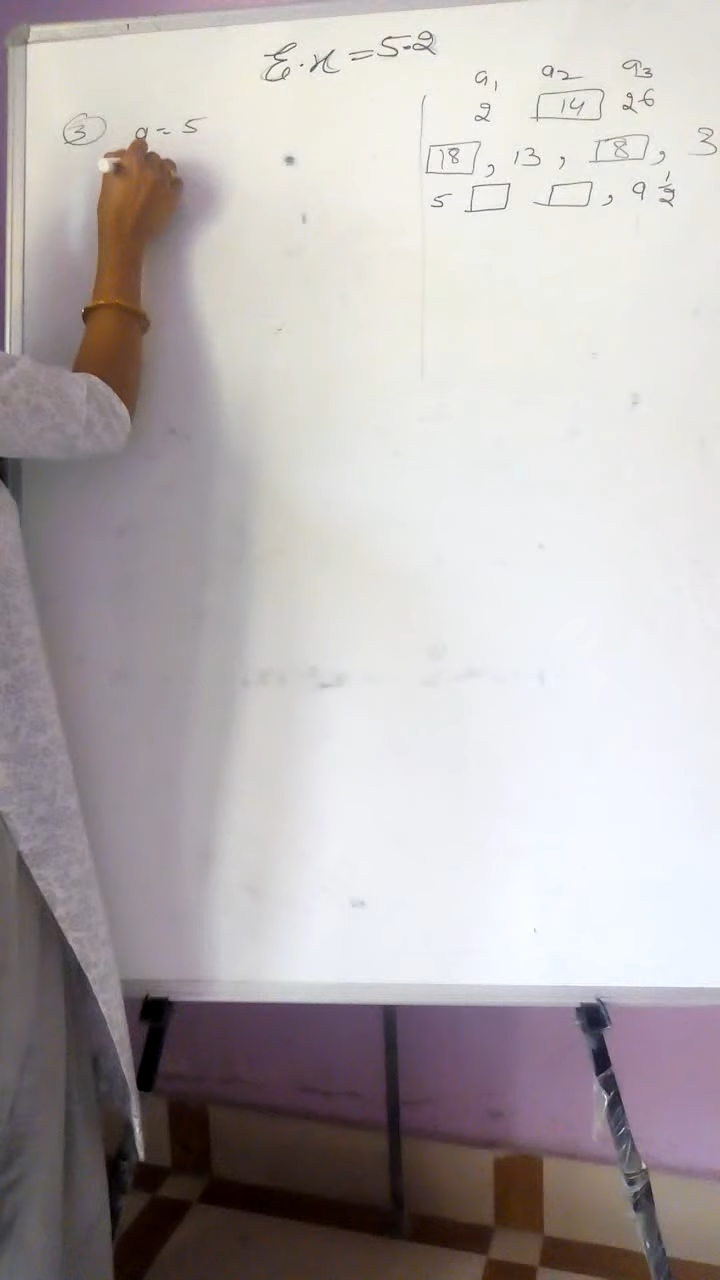 Ex = 5.2
③ a = 5
a₁ a₂ a₃
2 14 26
18, 13, 8, 3
5 , 9 1/2